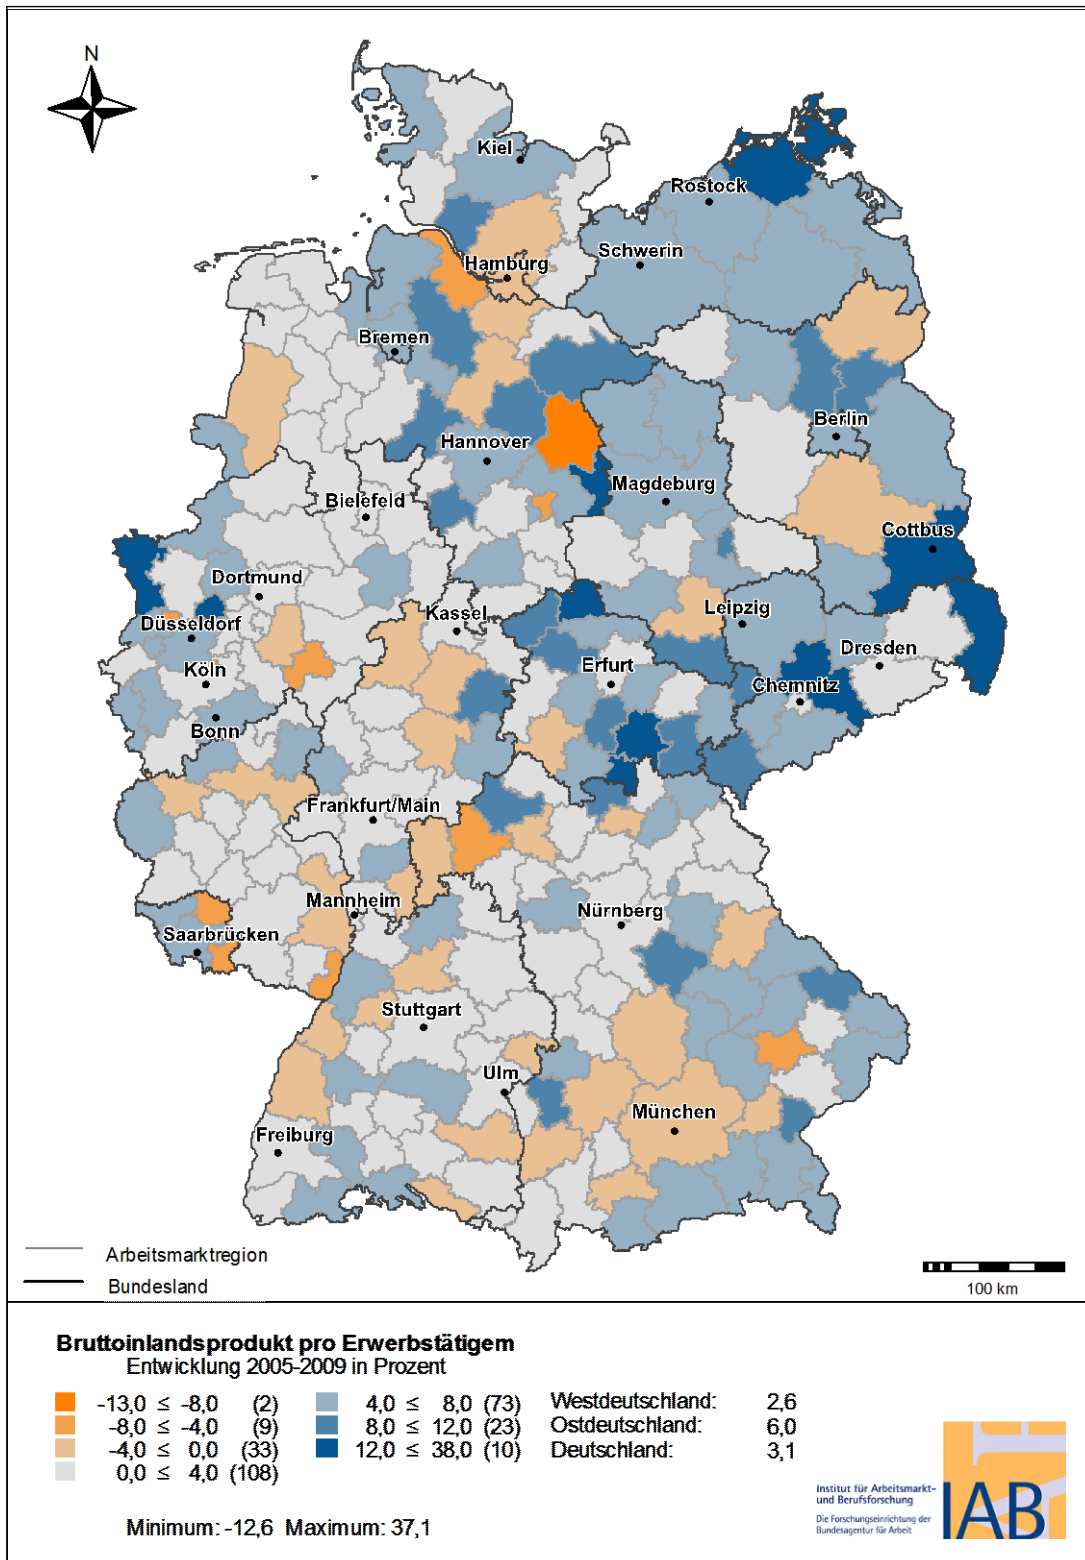 N
Kiel
Rostock
Schwerin
Hamburg
Bremen
Berlin
Hannover
Magdeburg
Bielefeld
Cottbus
Dortmund
Leipzig
Kassel
Düsseldorf
Dresden
Erfurt
Köln
Chemnitz
Bonn
Frankfurt/Main
Mannheim
Nürnberg
Saarbrücken
Stuttgart
Ulm
München
Freiburg
Arbeitsmarktregion
Bundesland
100 km
Bruttoinlandsprodukt pro Erwerbstätigem
Entwicklung 2005-2009 in Prozent
-13,0 ≤ -8,0 (2) 4,0 ≤ 8,0 (73) Westdeutschland: 2,6
-8,0 ≤ -4,0 (9) 8,0 ≤ 12,0 (23) Ostdeutschland: 6,0
-4,0 ≤ 0,0 (33) 12,0 ≤ 38,0 (10) Deutschland: 3,1
0,0 ≤ 4,0 (108)
Minimum: -12,6 Maximum: 37,1
Institut für Arbeitsmarkt-
und Berufsforschung
Die Forschungseinrichtung der
Bundesagentur für Arbeit
IAB